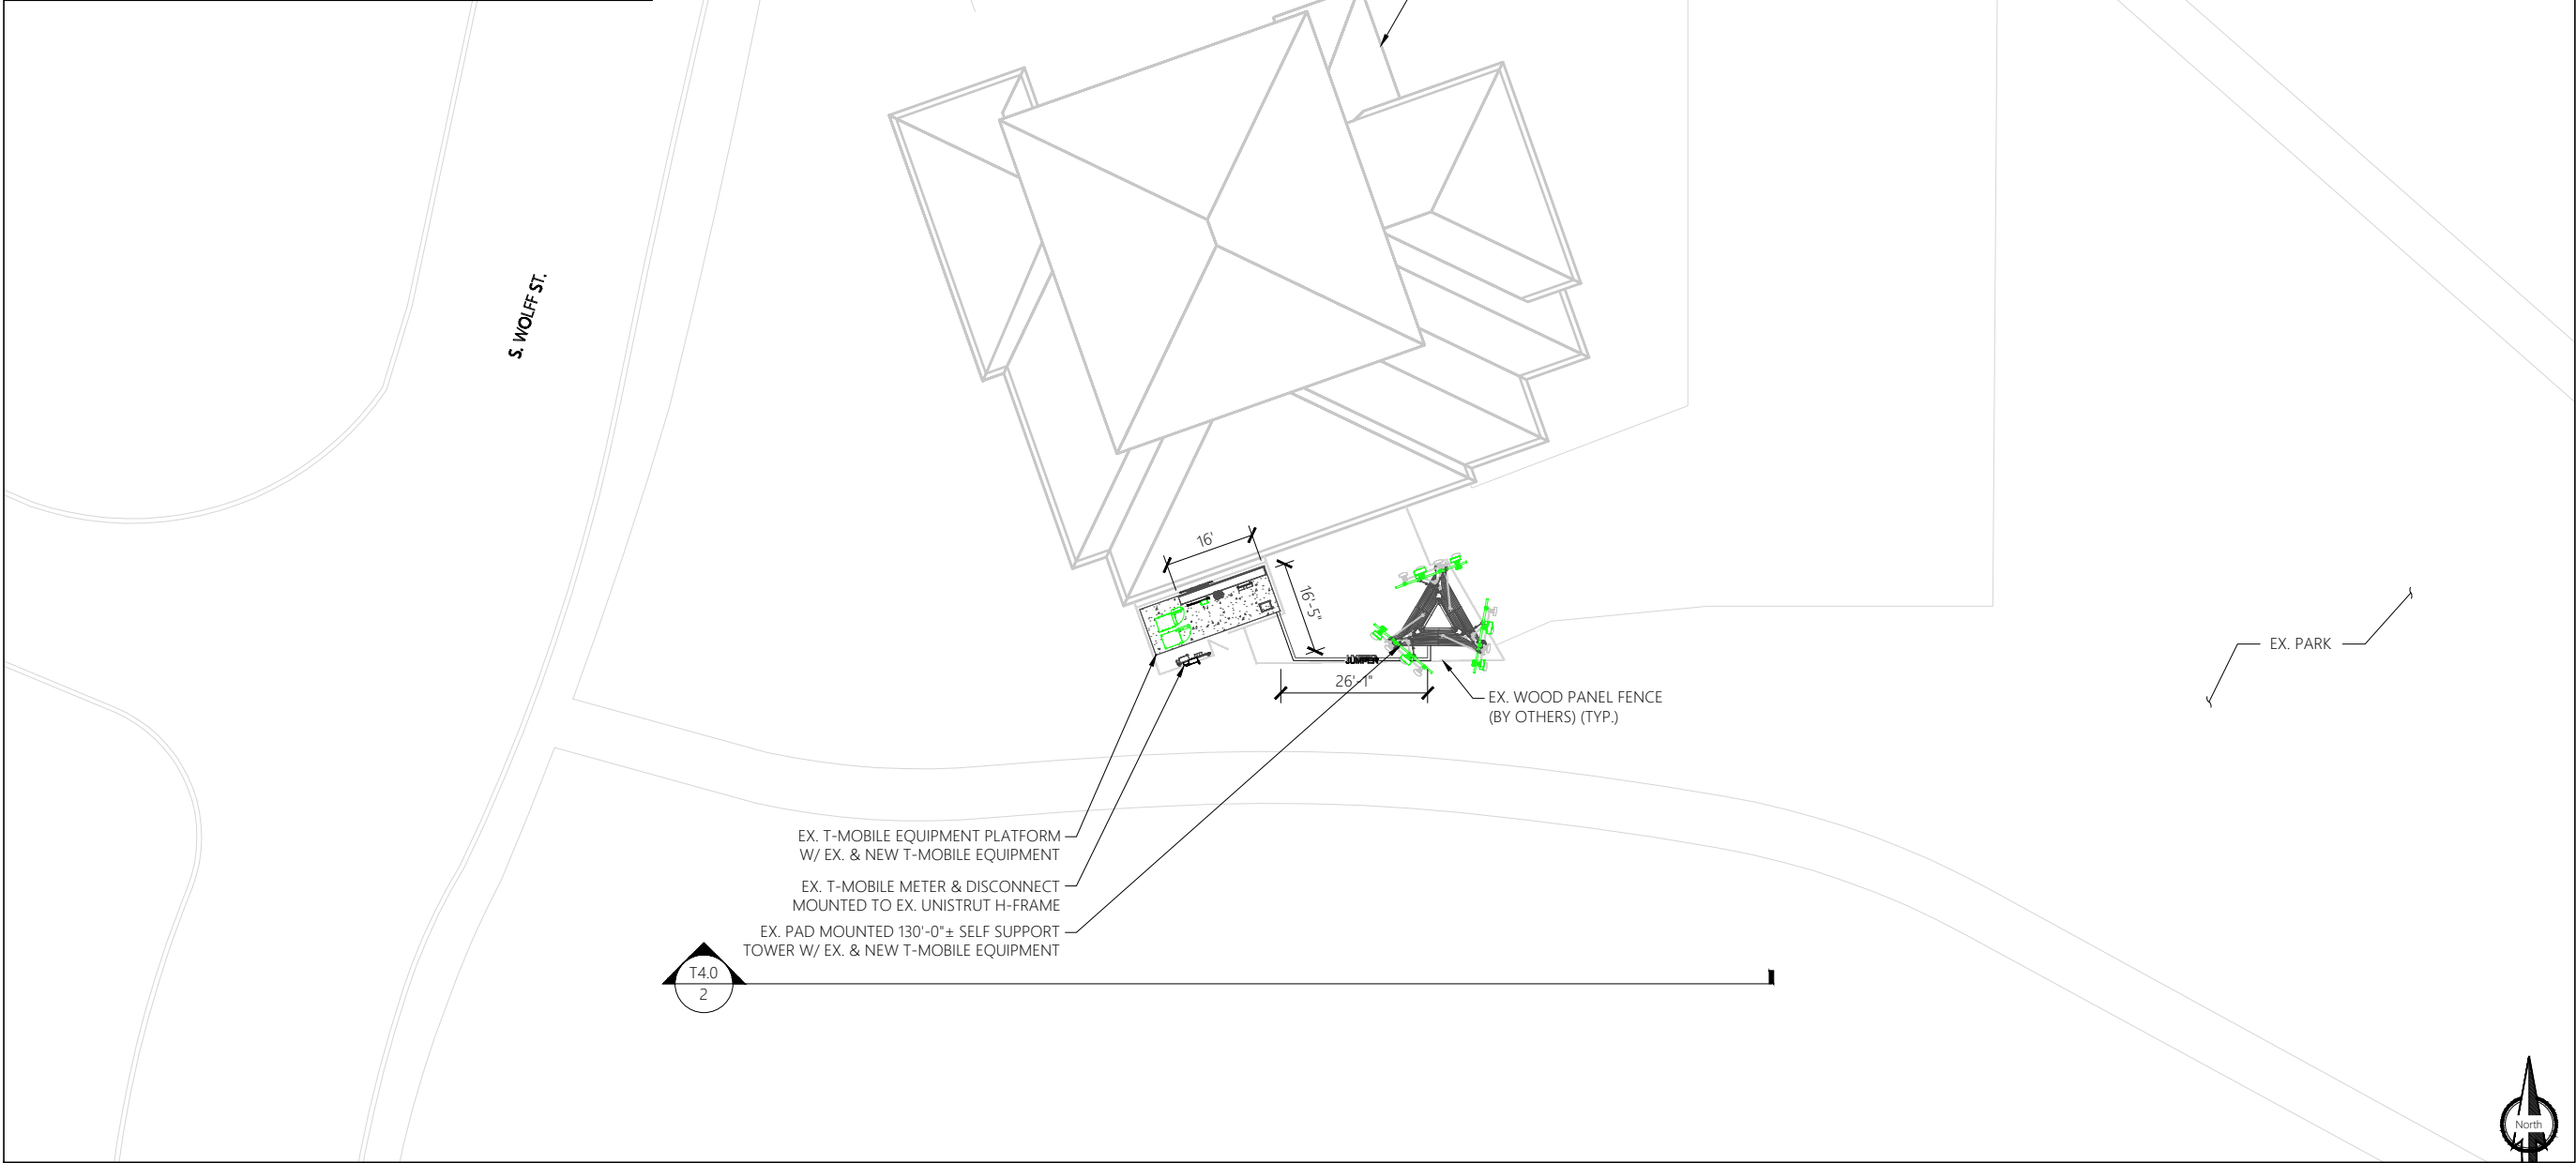 S. WOLFF ST.
16'
16'-5"
JUMPER
26'-1"
EX. PARK
EX. WOOD PANEL FENCE
(BY OTHERS) (TYP.)
EX. T-MOBILE EQUIPMENT PLATFORM
W/ EX. & NEW T-MOBILE EQUIPMENT
EX. T-MOBILE METER & DISCONNECT
MOUNTED TO EX. UNISTRUT H-FRAME
EX. PAD MOUNTED 130'-0"± SELF SUPPORT
TOWER W/ EX. & NEW T-MOBILE EQUIPMENT
T4.0
2
North